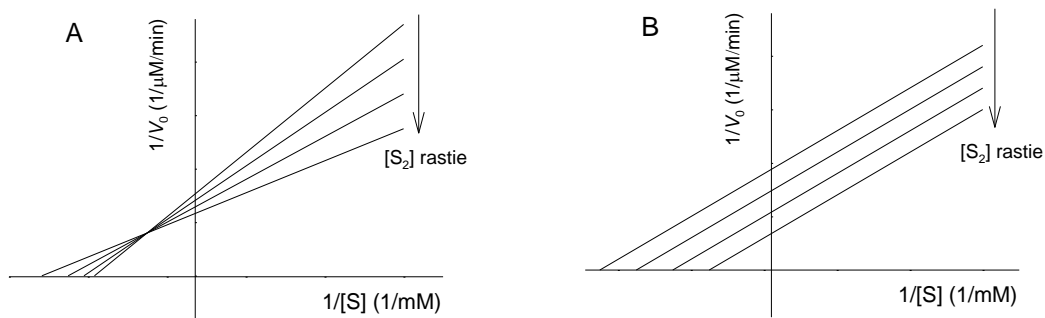 A
1/V₀ (1/μM/min)
[S₂] rastie
1/[S] (1/mM)
B
1/V₀ (1/μM/min)
[S₂] rastie
1/[S] (1/mM)